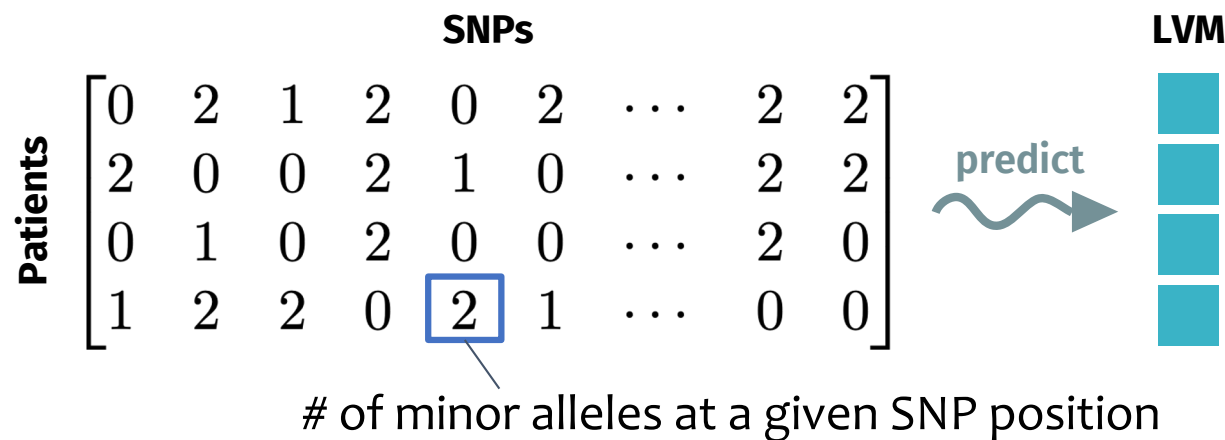 SNPs
LVM
Patients
0 2 1 2 0 2 ⋯ 2 2
2 0 0 2 1 0 ⋯ 2 2
0 1 0 2 0 0 ⋯ 2 0
1 2 2 0 2 1 ⋯ 0 0
predict
# of minor alleles at a given SNP position